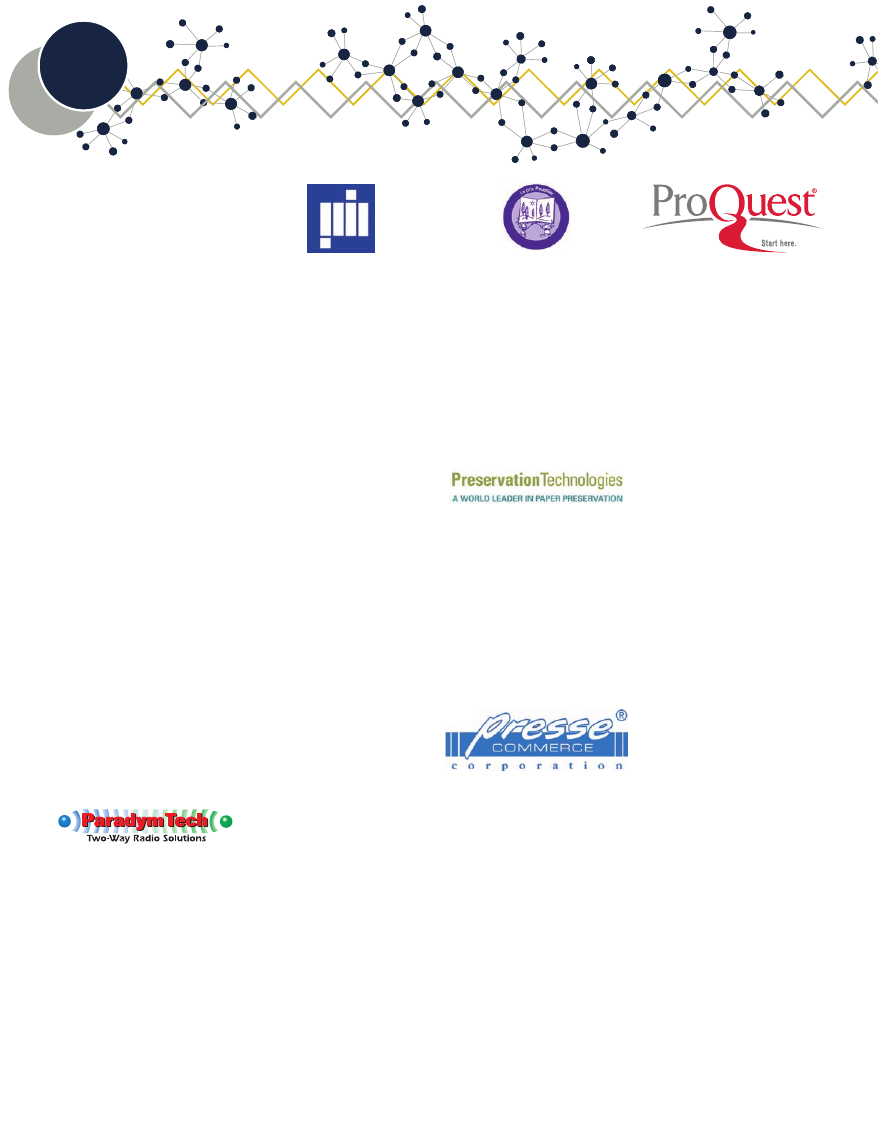 ProQuest®
Start here.
PreservationTechnologies
A WORLD LEADER IN PAPER PRESERVATION
presse ®
COMMERCE
corporation
ParadymTech
Two-Way Radio Solutions